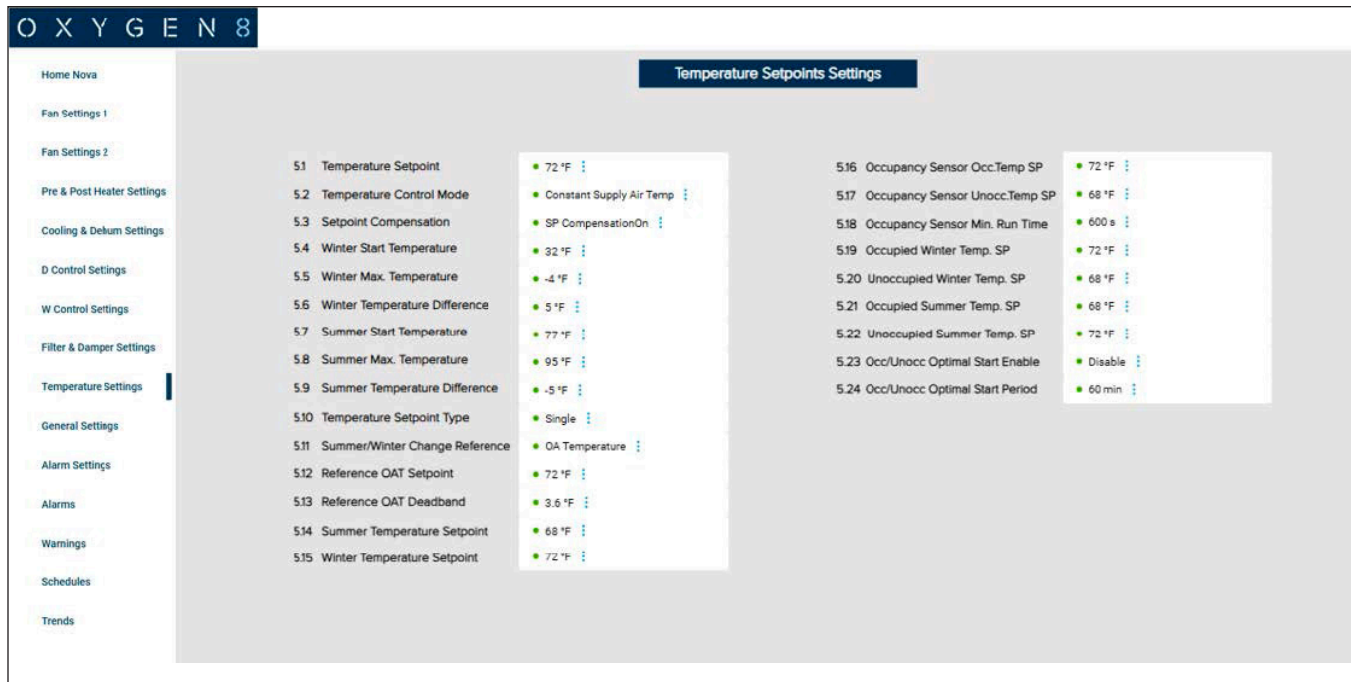 OXYGEN8
Temperature Setpoints Settings
Home Nova
Fan Settings 1
Fan Settings 2
Pre & Post Heater Settings
Cooling & Dehum Settings
D Control Settings
W Control Settings
Filter & Damper Settings
Temperature Settings
General Settings
Alarm Settings
Alarms
Warnings
Schedules
Trends
5.1 Temperature Setpoint 72 °F
5.2 Temperature Control Mode Constant Supply Air Temp
5.3 Setpoint Compensation SP CompensationOn
5.4 Winter Start Temperature 32 °F
5.5 Winter Max. Temperature -4 °F
5.6 Winter Temperature Difference 5 °F
5.7 Summer Start Temperature 77 °F
5.8 Summer Max. Temperature 95 °F
5.9 Summer Temperature Difference -5 °F
5.10 Temperature Setpoint Type Single
5.11 Summer/Winter Change Reference OA Temperature
5.12 Reference OAT Setpoint 72 °F
5.13 Reference OAT Deadband 3.6 °F
5.14 Summer Temperature Setpoint 68 °F
5.15 Winter Temperature Setpoint 72 °F
5.16 Occupancy Sensor Occ.Temp SP 72 °F
5.17 Occupancy Sensor Unocc.Temp SP 68 °F
5.18 Occupancy Sensor Min. Run Time 600 s
5.19 Occupied Winter Temp. SP 72 °F
5.20 Unoccupied Winter Temp. SP 68 °F
5.21 Occupied Summer Temp. SP 68 °F
5.22 Unoccupied Summer Temp. SP 72 °F
5.23 Occ/Unocc Optimal Start Enable Disable
5.24 Occ/Unocc Optimal Start Period 60 min